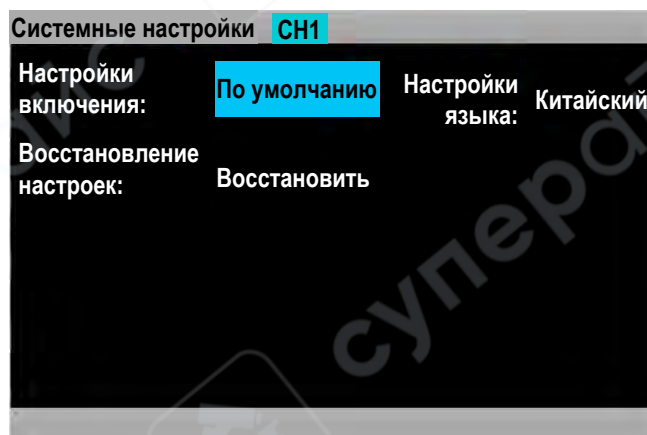 Системные настройки CH1
Настройки включения: По умолчанию Настройки языка: Китайский
Восстановление настроек: Восстановить
супер